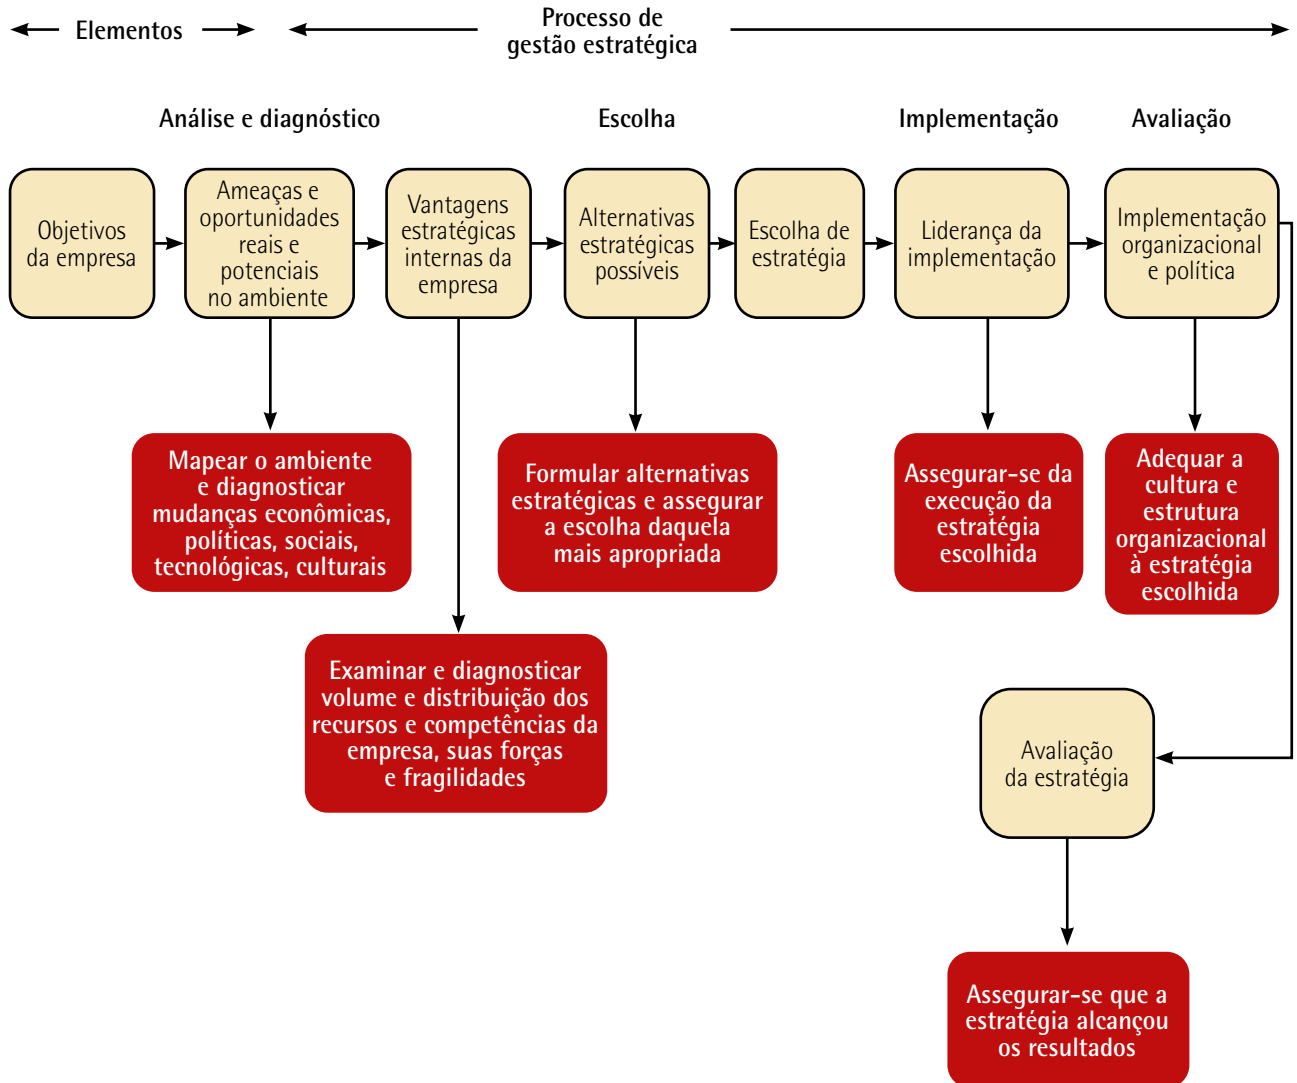 Elementos
Processo de
gestão estratégica
Análise e diagnóstico
Escolha
Implementação
Avaliação
Objetivos
da empresa
Ameaças e
oportunidades
reais e
potenciais
no ambiente
Vantagens
estratégicas
internas da
empresa
Alternativas
estratégicas
possíveis
Escolha de
estratégia
Liderança da
implementação
Implementação
organizacional
e política
Mapear o ambiente
e diagnosticar
mudanças econômicas,
políticas, sociais,
tecnológicas, culturais
Formular alternativas
estratégicas e assegurar
a escolha daquela
mais apropriada
Assegurar-se da
execução da
estratégia
escolhida
Adequar a
cultura e
estrutura
organizacional
à estratégia
escolhida
Examinar e diagnosticar
volume e distribuição dos
recursos e competências da
empresa, suas forças
e fragilidades
Avaliação
da estratégia
Assegurar-se que a
estratégia alcançou
os resultados